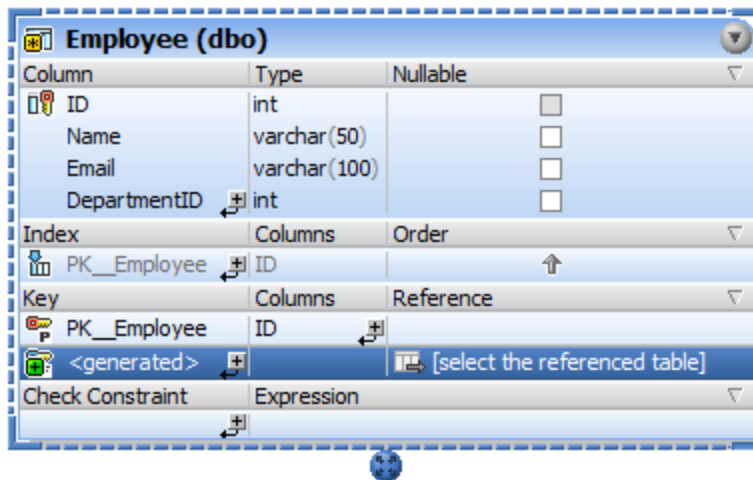 Employee (dbo)
Column Type Nullable
ID int
Name varchar(50)
Email varchar(100)
DepartmentID int
Index Columns Order
PK__Employee ID
Key Columns Reference
P PK__Employee ID
<generated> [select the referenced table]
Check Constraint Expression